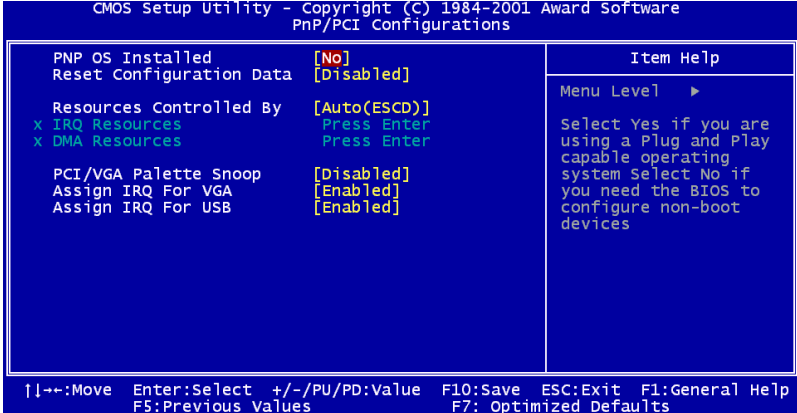 CMOS Setup Utility - Copyright (C) 1984-2001 Award Software
PnP/PCI Configurations
PNP OS Installed [No]
Reset Configuration Data [Disabled]
Resources Controlled By [Auto(ESCD)]
x IRQ Resources Press Enter
x DMA Resources Press Enter
PCI/VGA Palette Snoop [Disabled]
Assign IRQ For VGA [Enabled]
Assign IRQ For USB [Enabled]
Item Help
Menu Level ►
Select Yes if you are
using a Plug and Play
capable operating
system Select No if
you need the BIOS to
configure non-boot
devices
↑↓→←:Move Enter:Select +/-/PU/PD:Value F10:Save ESC:Exit F1:General Help
F5:Previous Values F7: Optimized Defaults